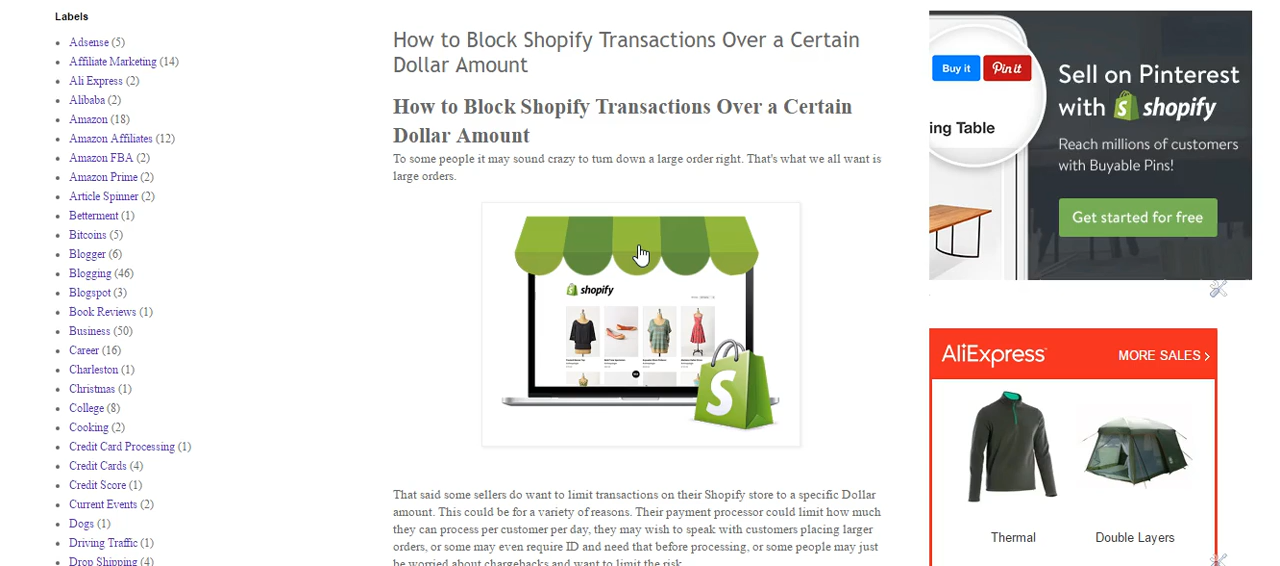 Labels
Adsense (5)
Affiliate Marketing (14)
Ali Express (2)
Alibaba (2)
Amazon (18)
Amazon Affiliates (12)
Amazon FBA (2)
Amazon Prime (2)
Article Spinner (2)
Betterment (1)
Bitcoins (5)
Blogger (6)
Blogging (46)
Blogspot (3)
Book Reviews (1)
Business (50)
Career (16)
Charleston (1)
Christmas (1)
College (8)
Cooking (2)
Credit Card Processing (1)
Credit Cards (4)
Credit Score (1)
Current Events (2)
Dogs (1)
Driving Traffic (1)
Drop Shipping (4)
How to Block Shopify Transactions Over a Certain
Dollar Amount
How to Block Shopify Transactions Over a Certain
Dollar Amount
To some people it may sound crazy to turn down a large order right. That's what we all want is
large orders.
shopify
S
That said some sellers do want to limit transactions on their Shopify store to a specific Dollar
amount. This could be for a variety of reasons. Their payment processor could limit how much
they can process per customer per day, they may wish to speak with customers placing larger
orders, or some may even require ID and need that before processing, or some people may just
be worried about chargebacks and want to limit the risk.
Buy it
Pin it
ing Table
Sell on Pinterest
with shopify
Reach millions of customers
with Buyable Pins!
Get started for free
AliExpress
MORE SALES >
Thermal
Double Layers